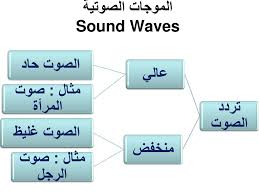 الموجات الصوتية
Sound Waves
تردد
الصوت
عالي
الصوت حاد
مثال : صوت
المرأة
منخفض
الصوت غليظ
مثال : صوت
الرجل